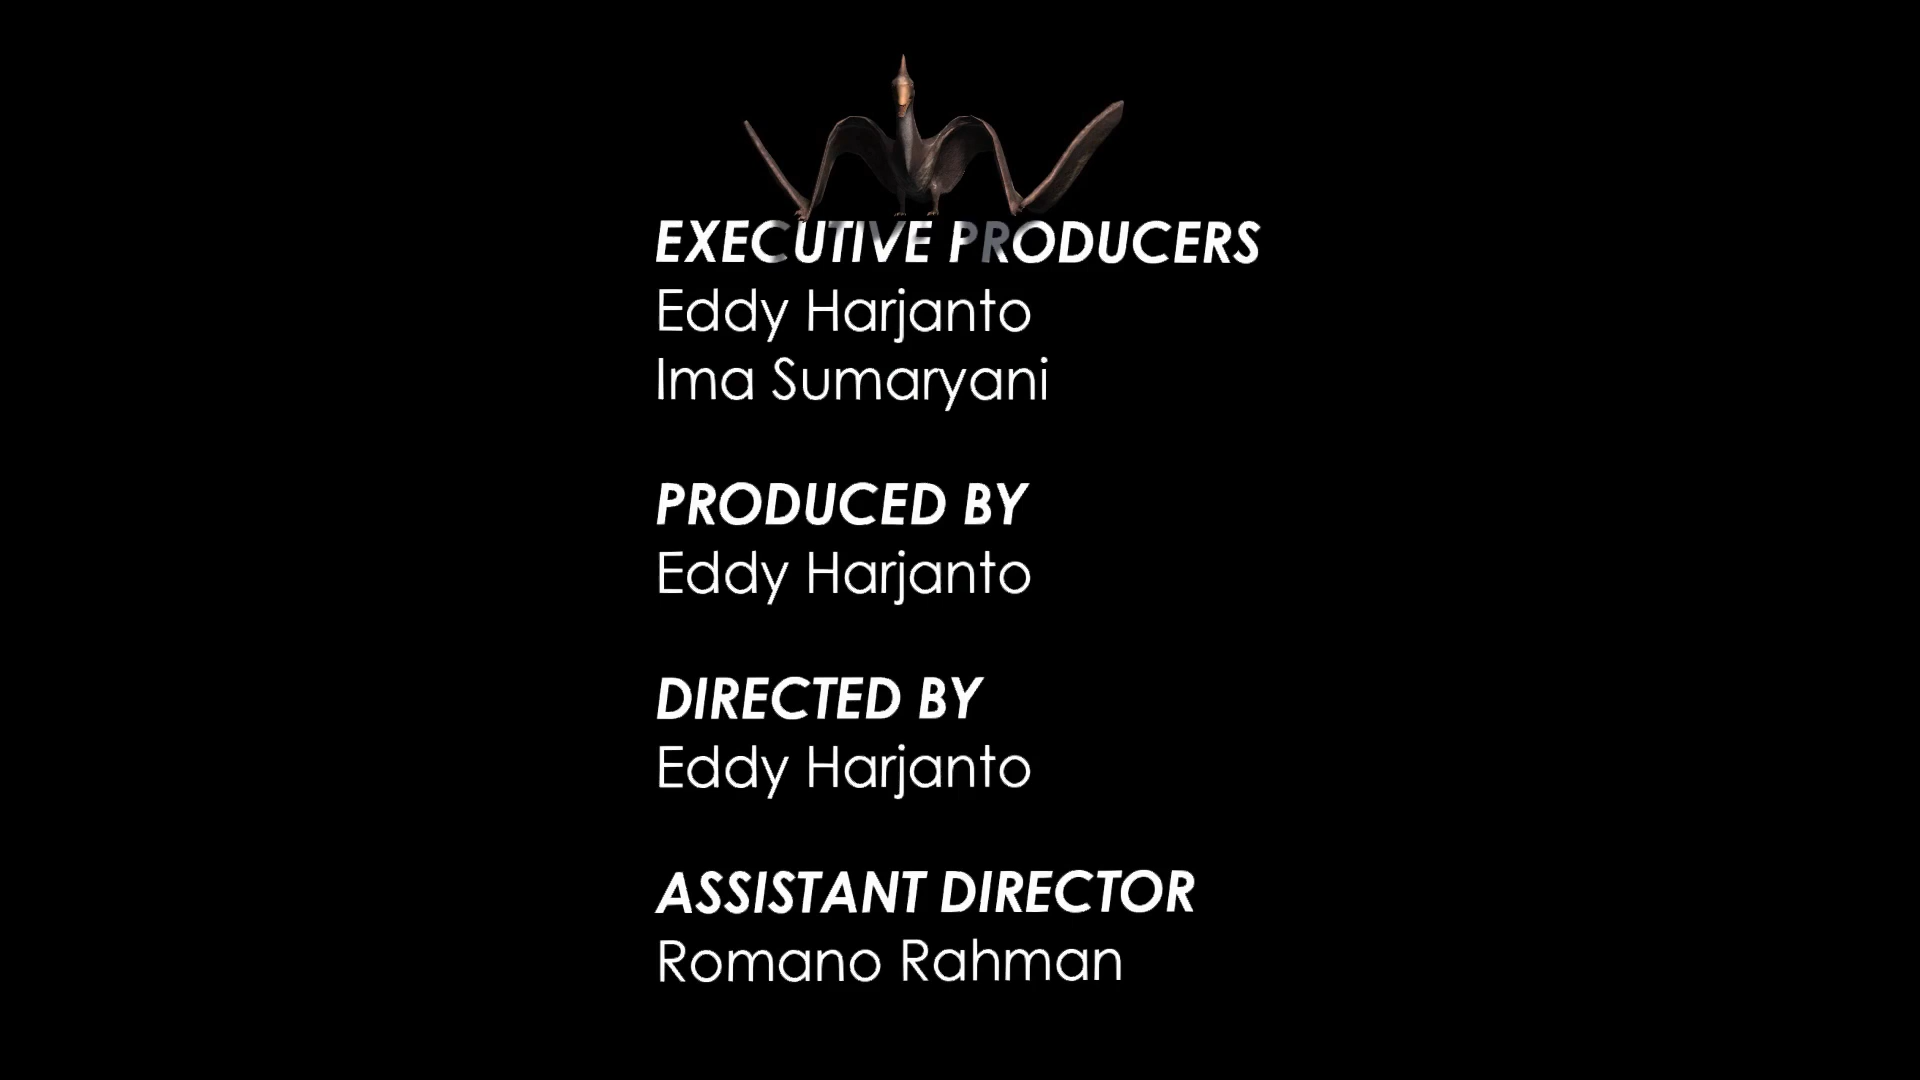 EXECUTIVE PRODUCERS
Eddy Harjanto
Ima Sumaryani
PRODUCED BY
Eddy Harjanto
DIRECTED BY
Eddy Harjanto
ASSISTANT DIRECTOR
Romano Rahman